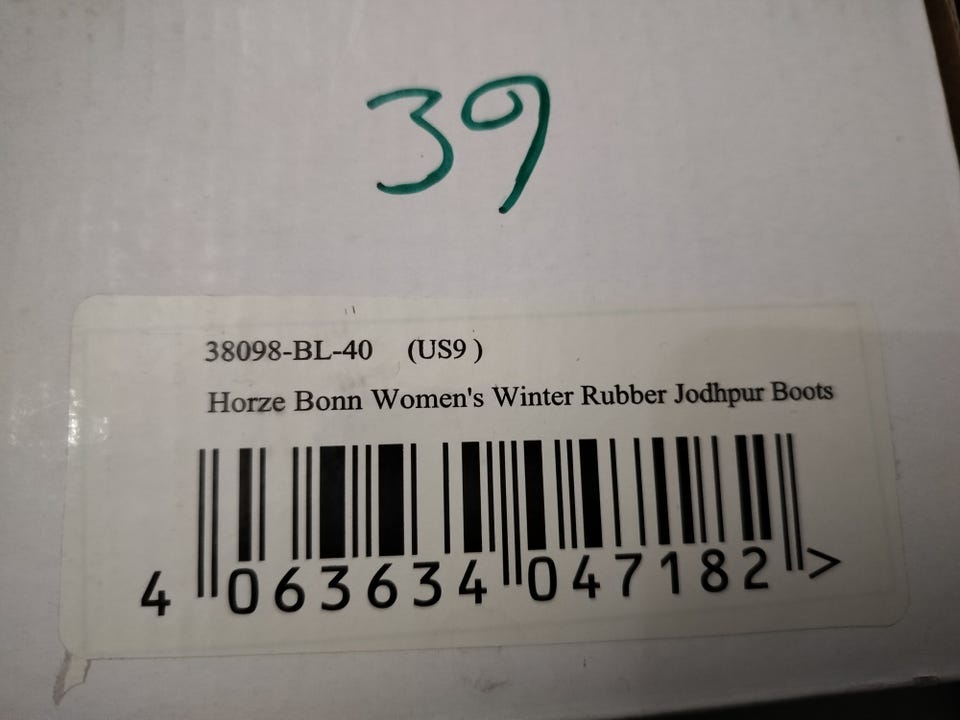 39
38098-BL-40 (US9 )
Horze Bonn Women's Winter Rubber Jodhpur Boots
4 063634 047182 >